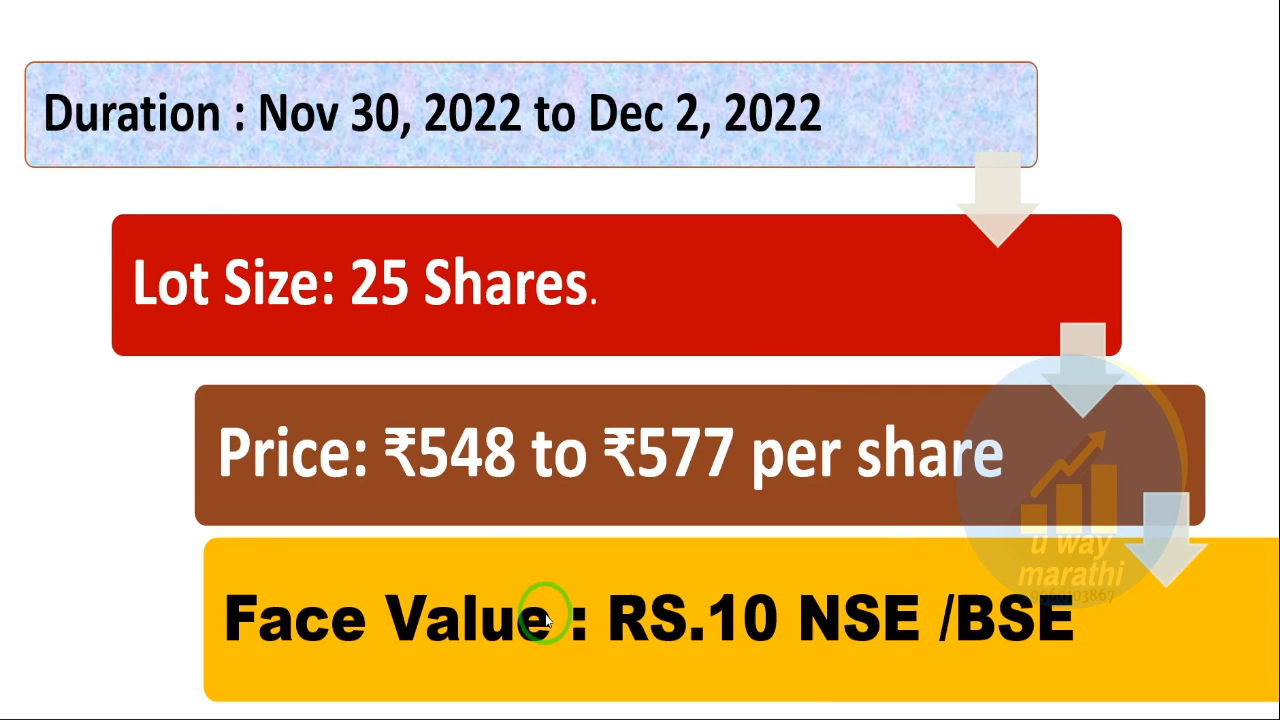 Duration : Nov 30, 2022 to Dec 2, 2022
Lot Size: 25 Shares.
Price: ₹548 to ₹577 per share
u way
marathi
9960103867
Face Value : RS.10 NSE /BSE